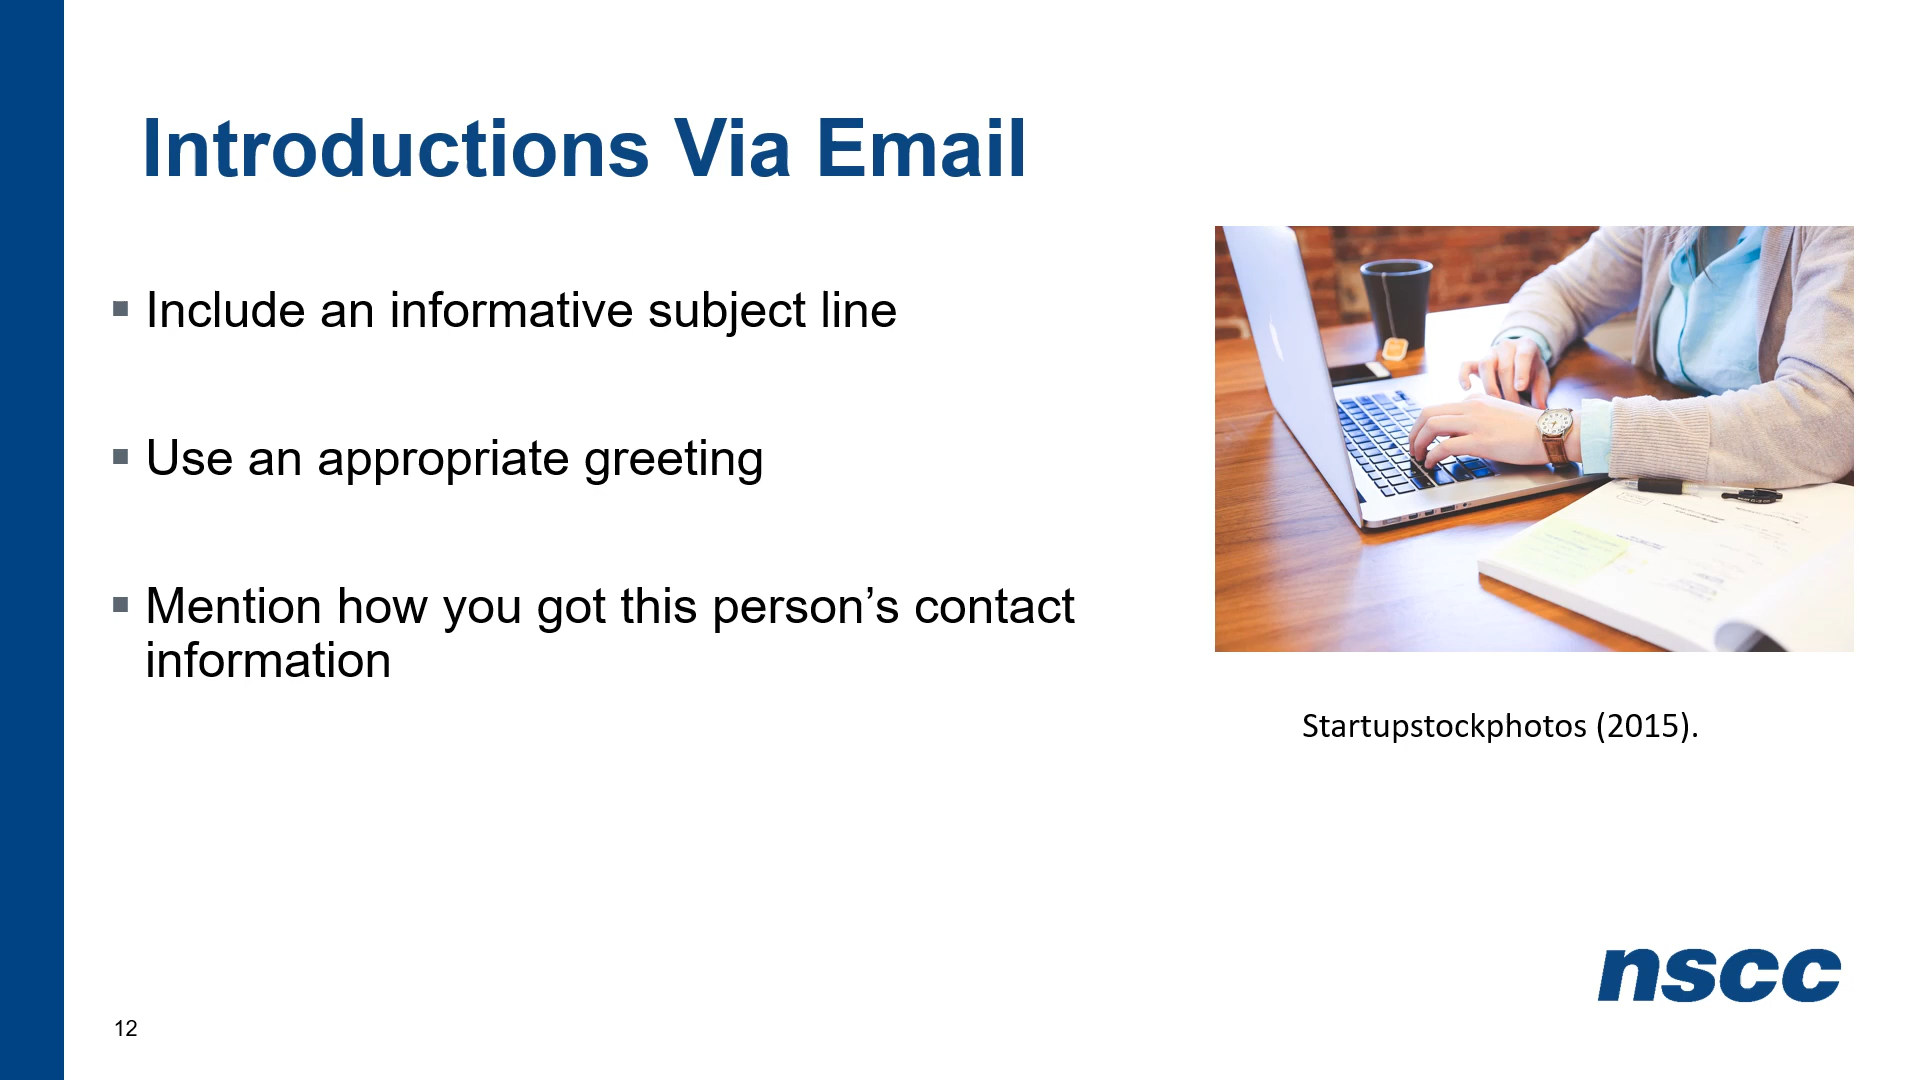 Introductions Via Email
▪ Include an informative subject line
▪ Use an appropriate greeting
▪ Mention how you got this person’s contact
information
Startupstockphotos (2015).
nscc
12